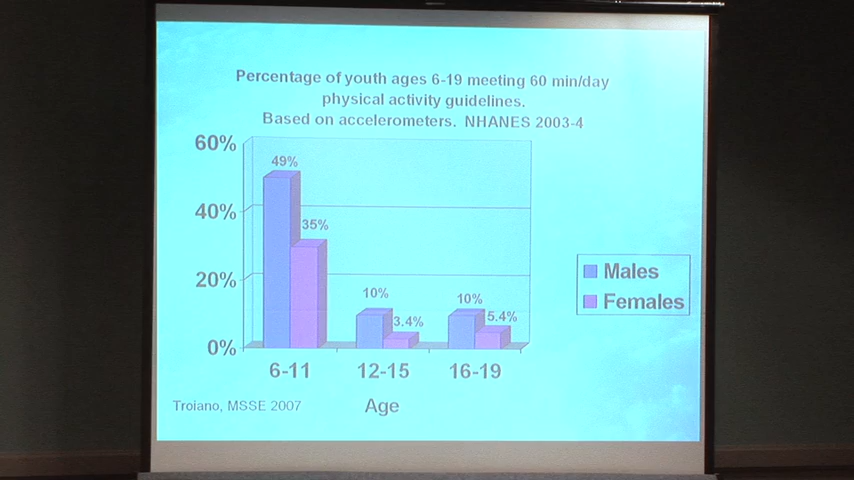 Percentage of youth ages 6-19 meeting 60 min/day
physical activity guidelines.
Based on accelerometers. NHANES 2003-4
60%
49%
40%
35%
20%
10%
3.4%
10%
5.4%
0%
6-11 12-15 16-19
Age
Males
Females
Troiano, MSSE 2007